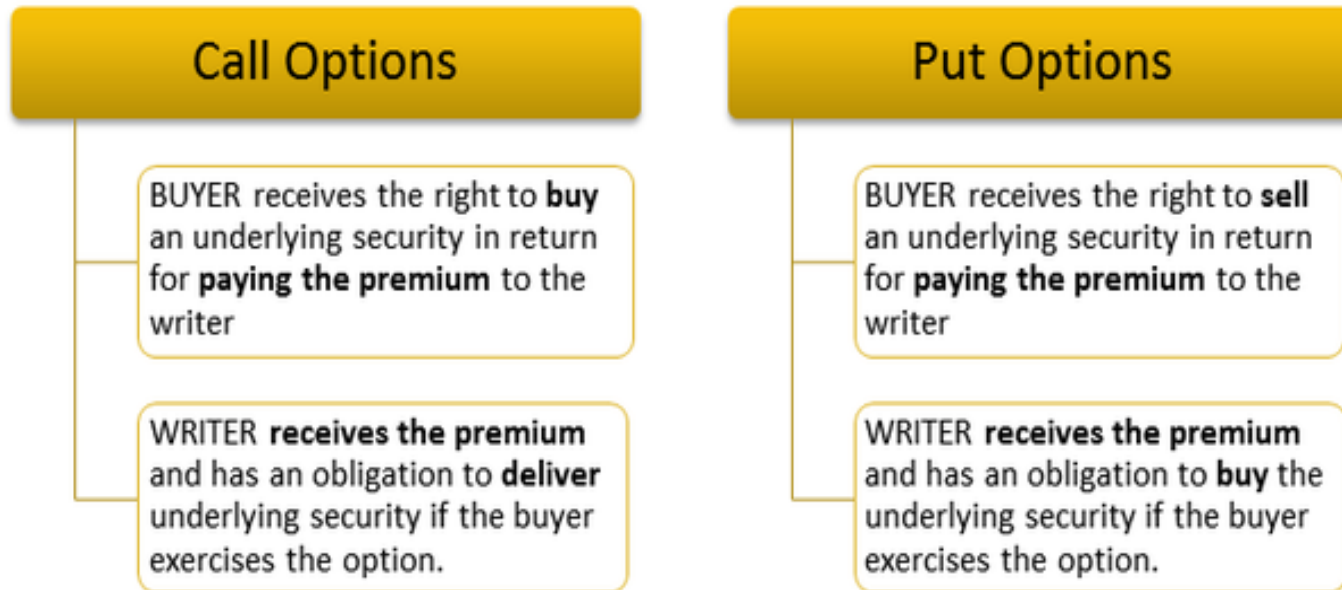 Call Options
BUYER receives the right to buy
an underlying security in return
for paying the premium to the
writer
WRITER receives the premium
and has an obligation to deliver
underlying security if the buyer
exercises the option.
Put Options
BUYER receives the right to sell
an underlying security in return
for paying the premium to the
writer
WRITER receives the premium
and has an obligation to buy the
underlying security if the buyer
exercises the option.